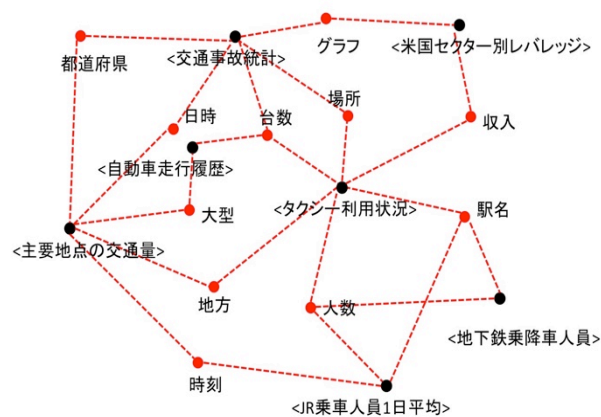 グラフ
都道府県
<交通事故統計>
<米国セクター別レバレッジ>
日時
台数
場所
収入
<自動車走行履歴>
大型
<タクシー利用状況>
駅名
<主要地点の交通量>
地方
大数
<地下鉄乗降車人員>
時刻
<JR乗車人員1日平均>